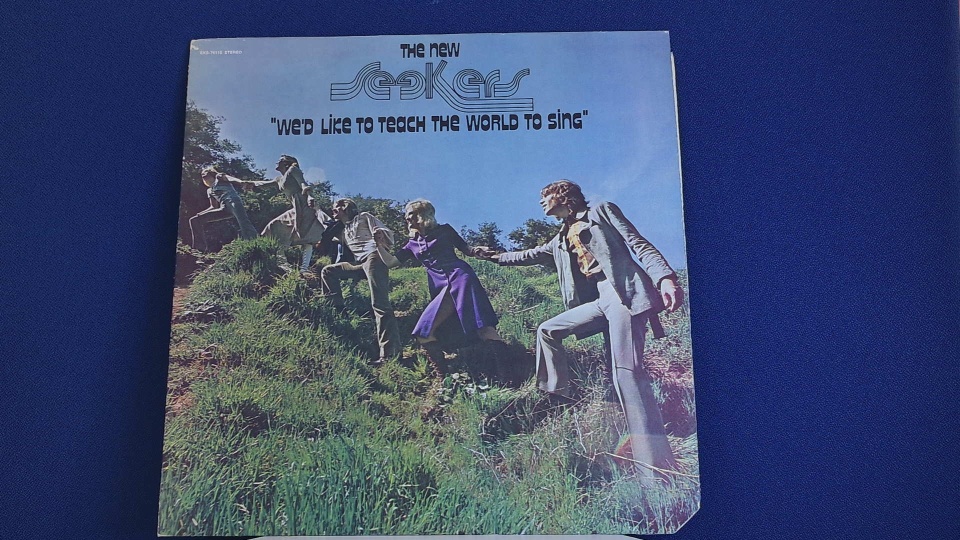 THE NEW
SEEKERS
"WE'D LIKE TO TEACH THE WORLD TO SING"